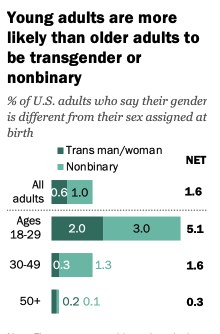 Young adults are more
likely than older adults to
be transgender or
nonbinary
% of U.S. adults who say their gender
is different from their sex assigned at
birth
Trans man/woman
Nonbinary NET
All
adults 0.6 1.0 1.6
Ages
18-29 2.0 3.0 5.1
30-49 0.3 1.3 1.6
50+ 0.2 0.1 0.3